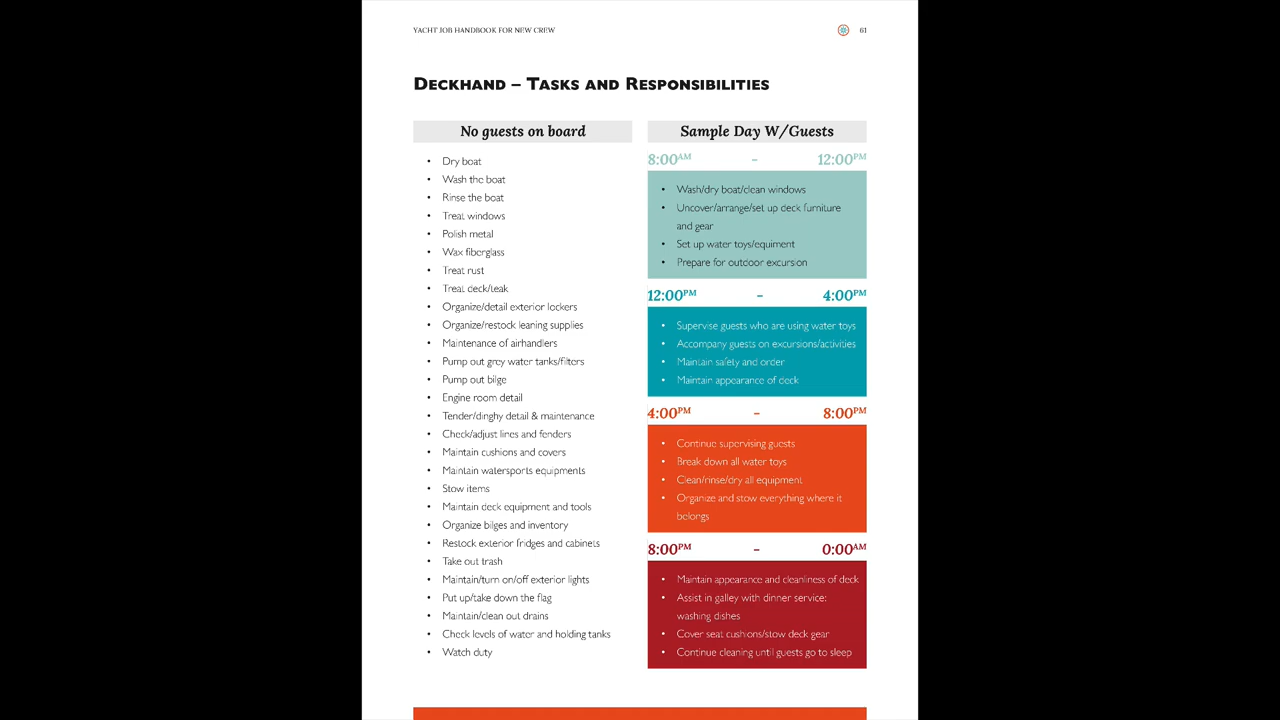 YACHT JOB HANDBOOK FOR NEW CREW
61
DECKHAND – TASKS AND RESPONSIBILITIES
No guests on board
• Dry boat
• Wash the boat
• Rinse the boat
• Treat windows
• Polish metal
• Wax fiberglass
• Treat rust
• Treat deck/teak
• Organize/detail exterior lockers
• Organize/restock leaning supplies
• Maintenance of airhandlers
• Pump out grey water tanks/filters
• Pump out bilge
• Engine room detail
• Tender/dinghy detail & maintenance
• Check/adjust lines and fenders
• Maintain cushions and covers
• Maintain watersports equipments
• Stow items
• Maintain deck equipment and tools
• Organize bilges and inventory
• Restock exterior fridges and cabinets
• Take out trash
• Maintain/turn on/off exterior lights
• Put up/take down the flag
• Maintain/clean out drains
• Check levels of water and holding tanks
• Watch duty
Sample Day W/Guests
8:00AM - 12:00PM
• Wash/dry boat/clean windows
• Uncover/arrange/set up deck furniture
and gear
• Set up water toys/equiment
• Prepare for outdoor excursion
12:00PM - 4:00PM
• Supervise guests who are using water toys
• Accompany guests on excursions/activities
• Maintain safety and order
• Maintain appearance of deck
4:00PM - 8:00PM
• Continue supervising guests
• Break down all water toys
• Clean/rinse/dry all equipment
• Organize and stow everything where it
belongs
8:00PM - 0:00AM
• Maintain appearance and cleanliness of deck
• Assist in galley with dinner service:
washing dishes
• Cover seat cushions/stow deck gear
• Continue cleaning until guests go to sleep